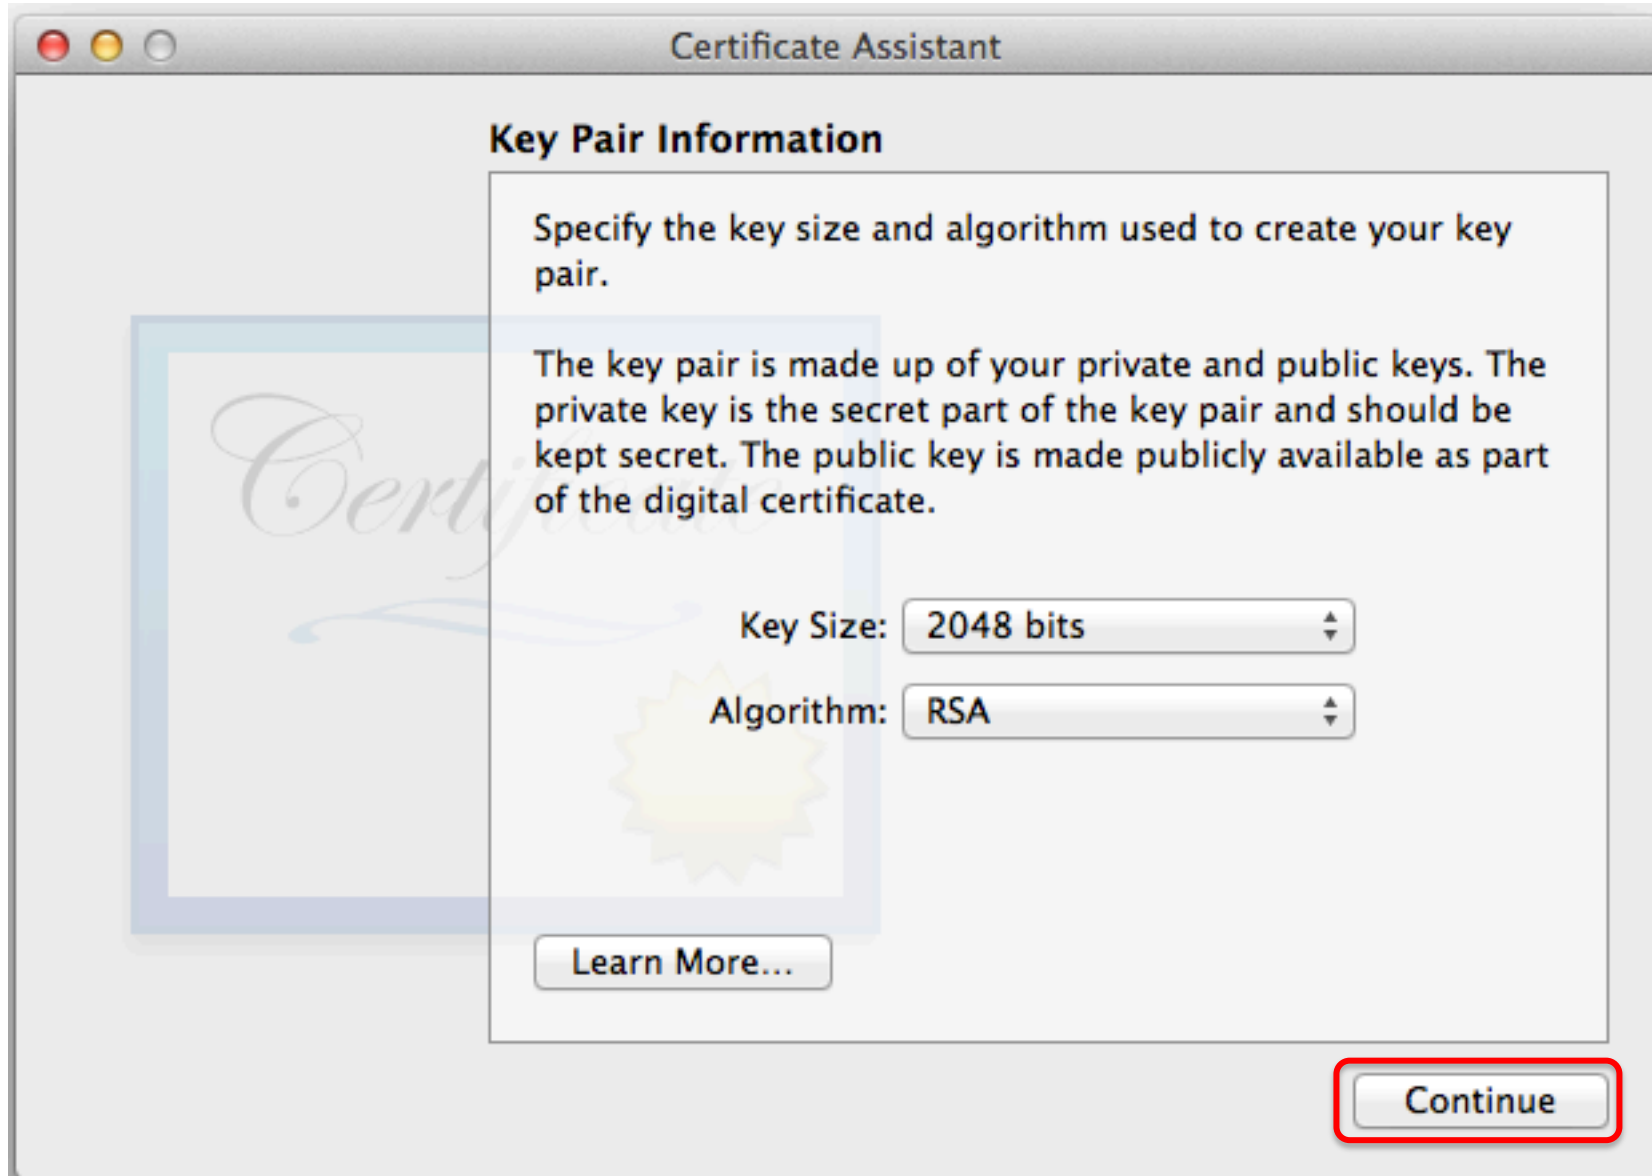 Certificate Assistant
Key Pair Information
Specify the key size and algorithm used to create your key
pair.
The key pair is made up of your private and public keys. The
private key is the secret part of the key pair and should be
kept secret. The public key is made publicly available as part
of the digital certificate.
Certificate
Key Size: 2048 bits
Algorithm: RSA
Learn More...
Continue